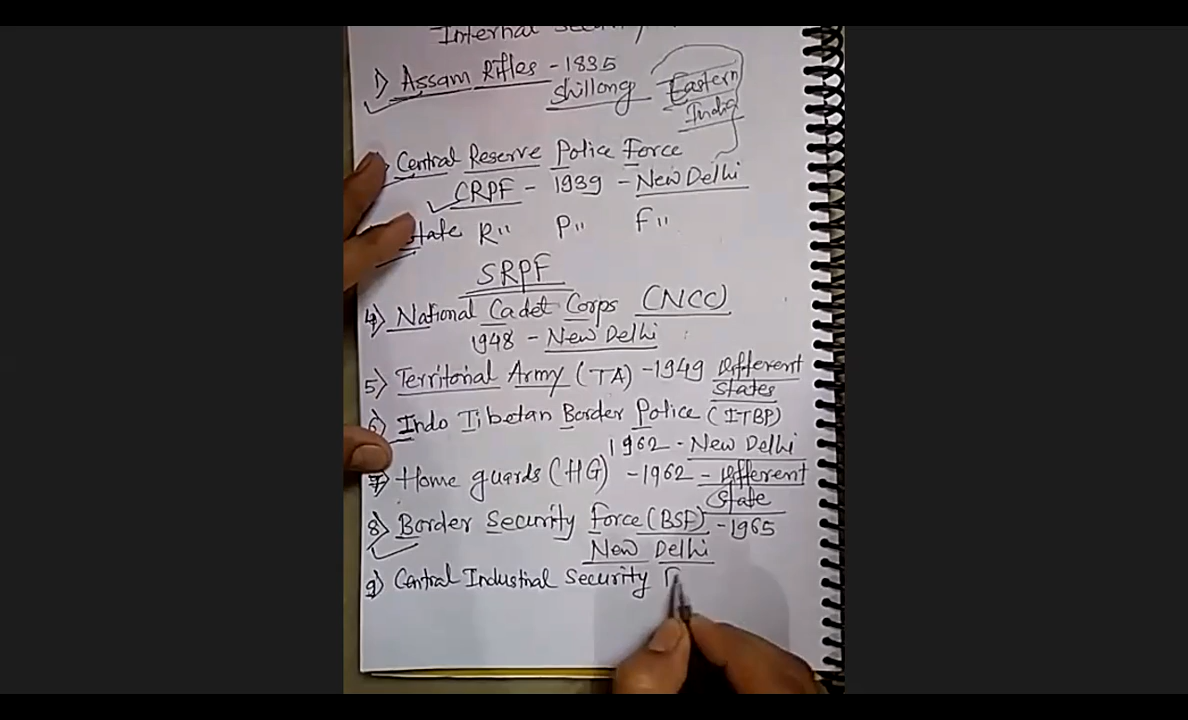 Internal Security
1) Assam Rifles - 1835
Shillong Eastern
India
Central Reserve Police Force
CRPF - 1939 - New Delhi
State R" P" F"
SRPF
4) National Cadet Corps (NCC)
1948 - New Delhi
5) Territorial Army (TA) - 1949 Different
States
6) Indo Tibetan Border Police (ITBP)
1962 - New Delhi
7) Home guards (HG) - 1962 - Different
State
8) Border Security Force (BSF) - 1965
New Delhi
9) Central Industrial Security F